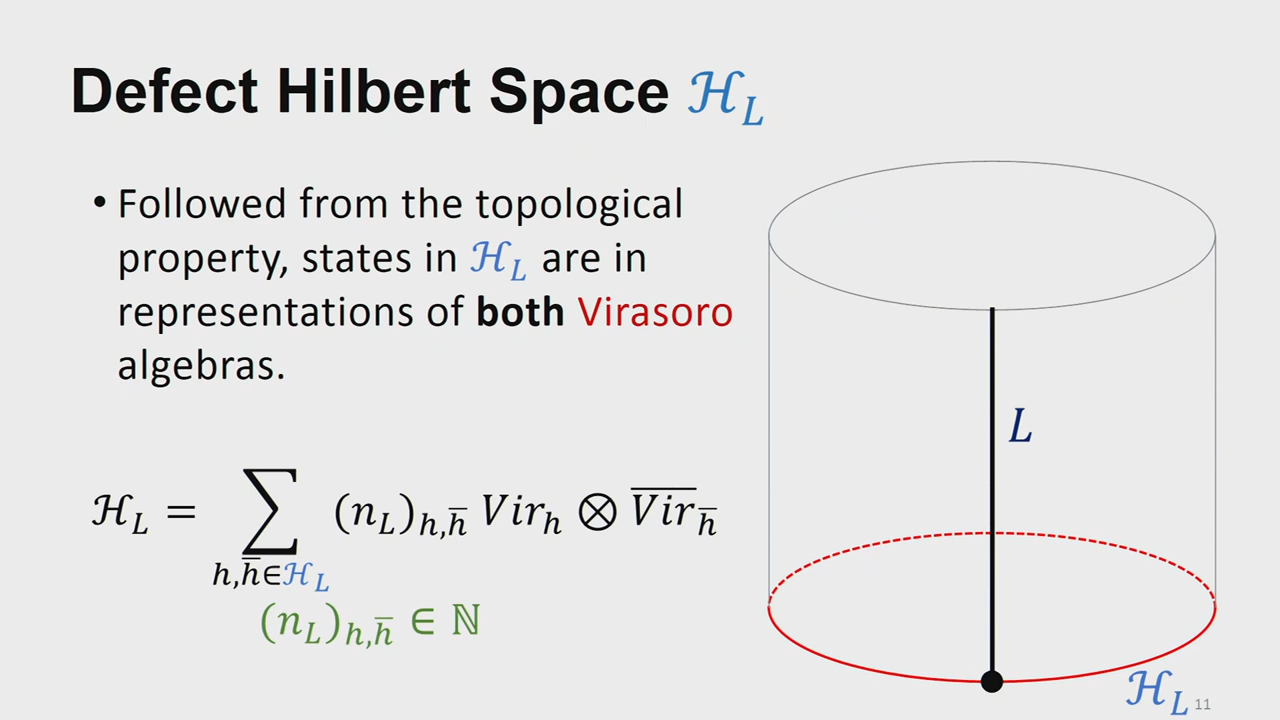 Defect Hilbert Space ℋ_L
• Followed from the topological
property, states in ℋ_L are in
representations of both Virasoro
algebras.
ℋ_L = ∑ (n_L)_{h,h̅} Vir_h ⊗ \overline{Vir}_{h̅}
h,h̅∈ℋ_L
(n_L)_{h,h̅} ∈ ℕ
L
ℋ_L
11